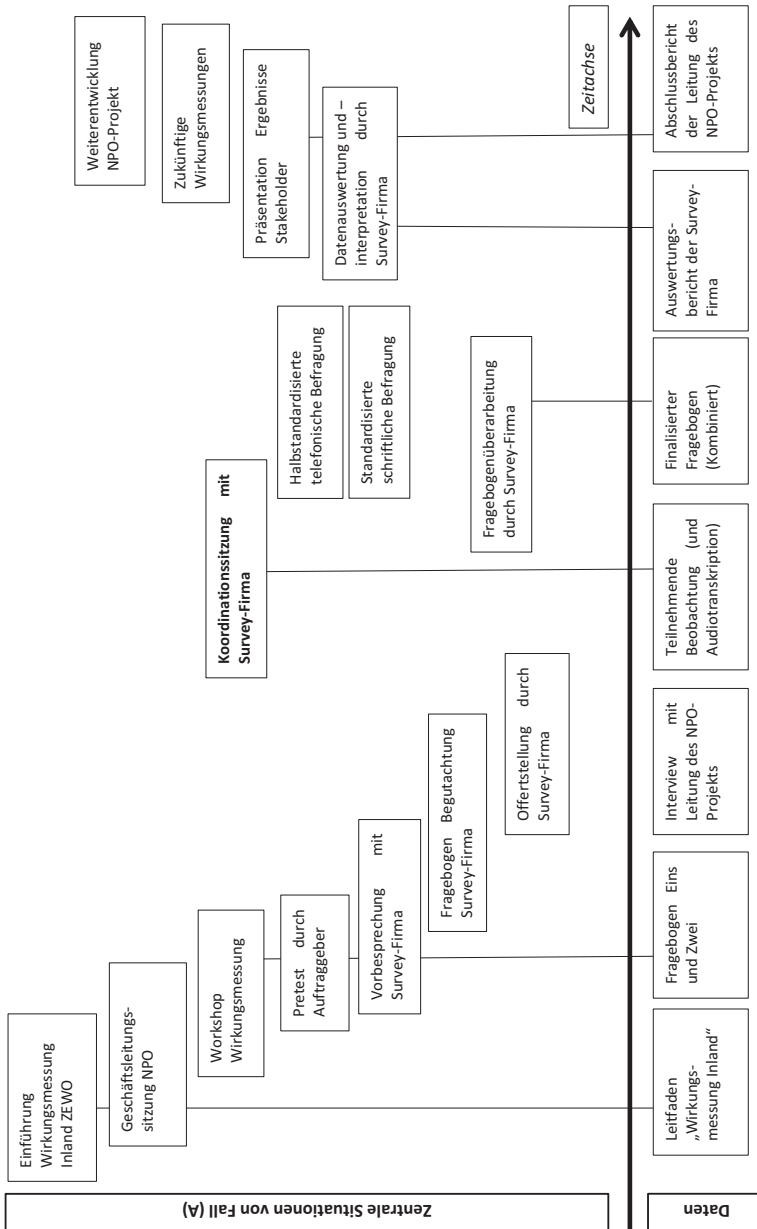 Zentrale Situationen von Fall (A)
Einführung
Wirkungsmessung
Inland ZEWO
Geschäftsleitungs-
sitzung NPO
Workshop
Wirkungsmessung
Pretest durch
Auftraggeber
Vorbesprechung mit
Survey-Firma
Fragebogen Begutachtung
Survey-Firma
Offertstellung durch
Survey-Firma
Koordinationssitzung mit
Survey-Firma
Halbstandardisierte
telefonische Befragung
Standardisierte
schriftliche Befragung
Fragebogenüberarbeitung
durch Survey-Firma
Weiterentwicklung
NPO-Projekt
Zukünftige
Wirkungsmessungen
Präsentation Ergebnisse
Stakeholder
Datenauswertung und –
interpretation durch
Survey-Firma
Zeitachse
Daten
Leitfaden
„Wirkungs-
messung Inland“
Fragebogen Eins
und Zwei
Interview mit
Leitung des NPO-
Projekts
Teilnehmende
Beobachtung (und
Audiotranskription)
Finalisierter
Fragebogen
(Kombiniert)
Auswertungs-
bericht der Survey-
Firma
Abschlussbericht
der Leitung des
NPO-Projekts